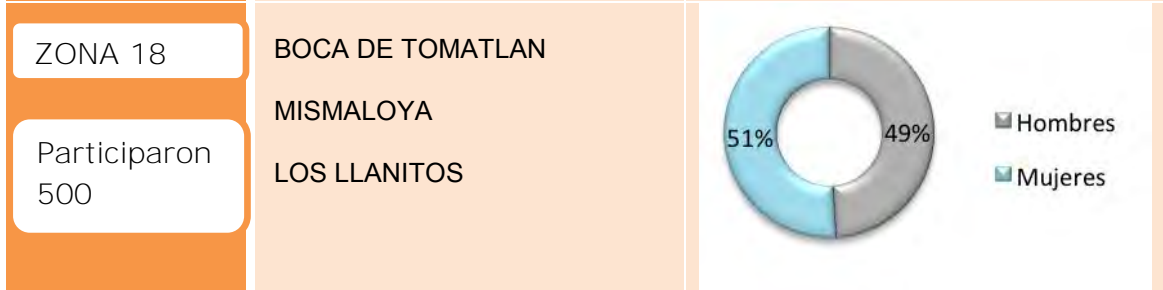 ZONA 18
Participaron
500
BOCA DE TOMATLAN
MISMALOYA
LOS LLANITOS
51%
49%
Hombres
Mujeres